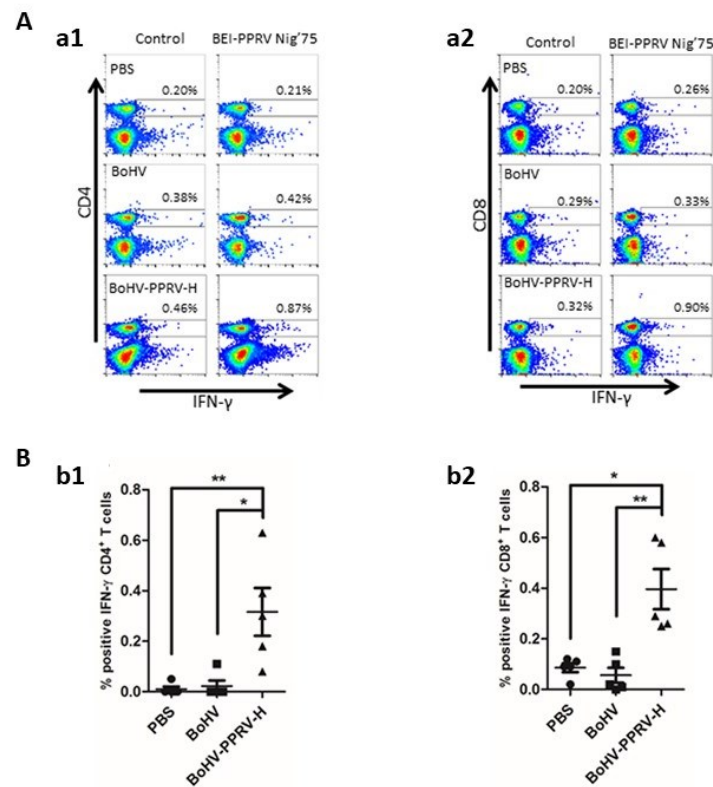 A
a1
Control BEI-PPRV Nig'75
PBS
0.20% 0.21%
BoHV
0.38% 0.42%
BoHV-PPRV-H
0.46% 0.87%
CD4
IFN-γ
a2
Control BEI-PPRV Nig'75
PBS
0.20% 0.26%
BoHV
0.29% 0.33%
BoHV-PPRV-H
0.32% 0.90%
CD8
IFN-γ
B
b1
% positive IFN-γ CD4⁺ T cells
0.8
0.6
0.4
0.2
0.0
**
*
PBS
BoHV
BoHV-PPRV-H
b2
% positive IFN-γ CD8⁺ T cells
0.8
0.6
0.4
0.2
0.0
*
**
PBS
BoHV
BoHV-PPRV-H